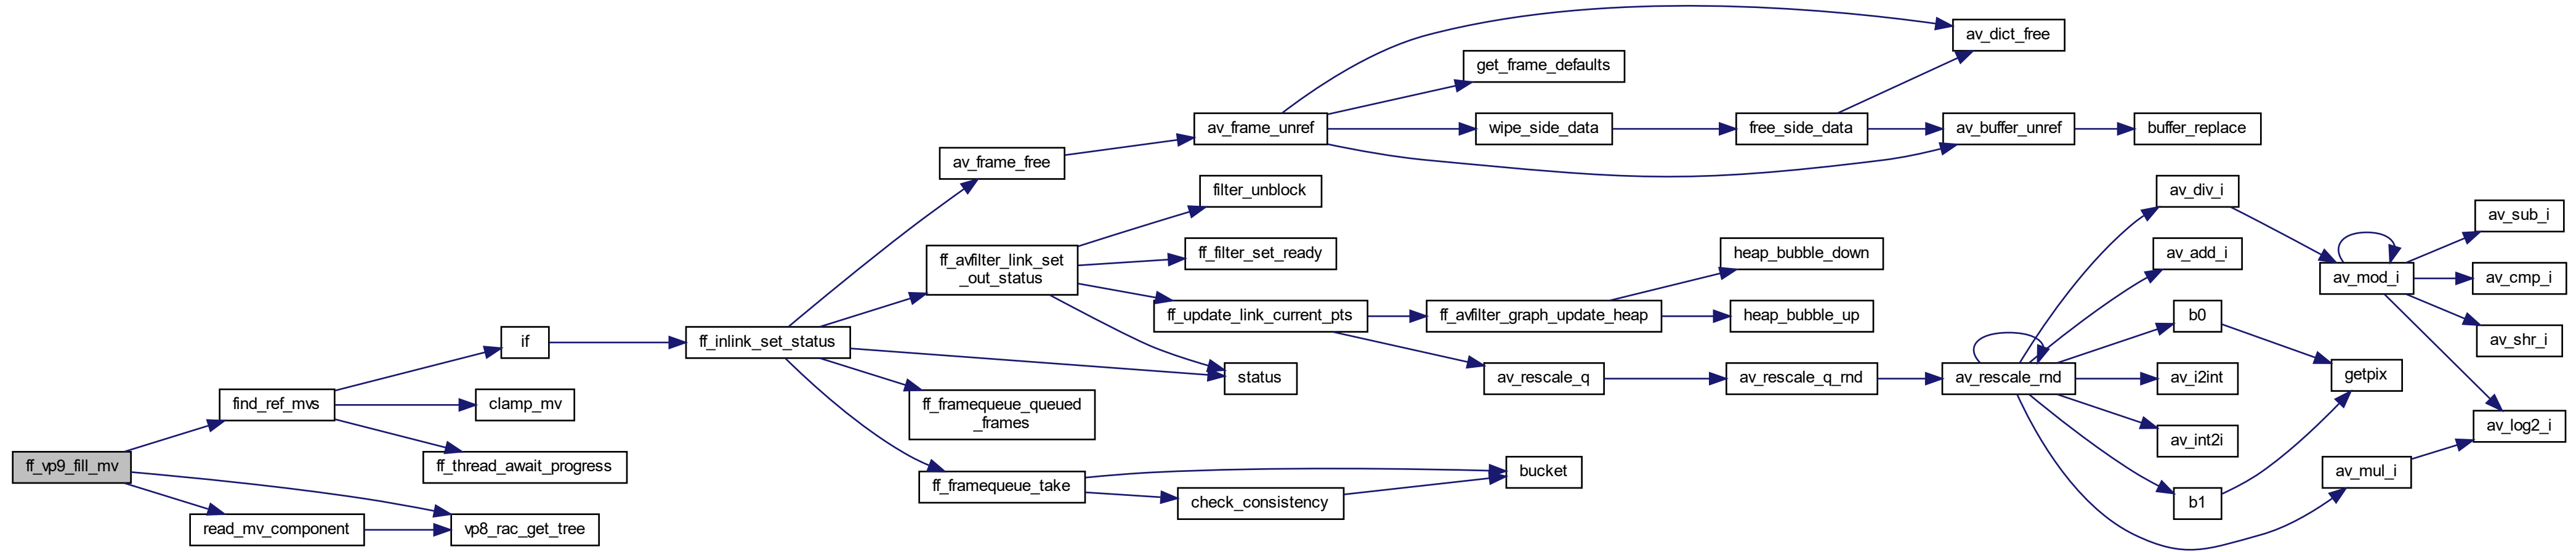 ff_vp9_fill_mv
find_ref_mvs
read_mv_component
if
clamp_mv
ff_thread_await_progress
vp8_rac_get_tree
ff_inlink_set_status
av_frame_free
ff_avfilter_link_set
_out_status
ff_framequeue_queued
_frames
ff_framequeue_take
av_frame_unref
filter_unblock
ff_filter_set_ready
ff_update_link_current_pts
status
check_consistency
get_frame_defaults
wipe_side_data
ff_avfilter_graph_update_heap
av_rescale_q
bucket
free_side_data
heap_bubble_down
heap_bubble_up
av_rescale_q_rnd
av_dict_free
av_buffer_unref
av_rescale_rnd
buffer_replace
av_div_i
av_add_i
b0
av_i2int
av_int2i
b1
av_mod_i
getpix
av_mul_i
av_sub_i
av_cmp_i
av_shr_i
av_log2_i